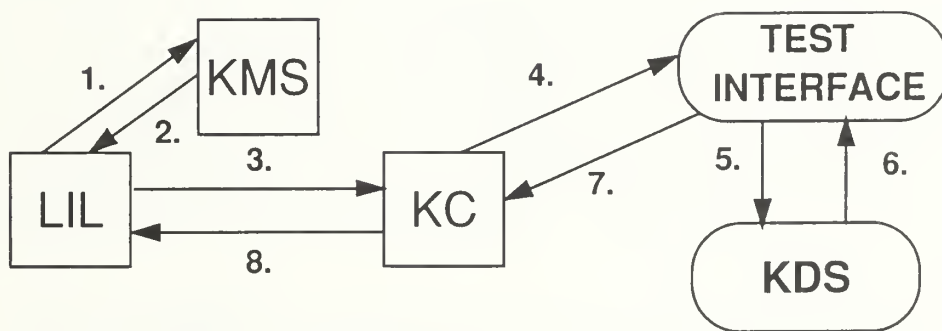 TEST
INTERFACE
1.
KMS
4.
2.
3.
5.
6.
7.
LIL
KC
8.
KDS